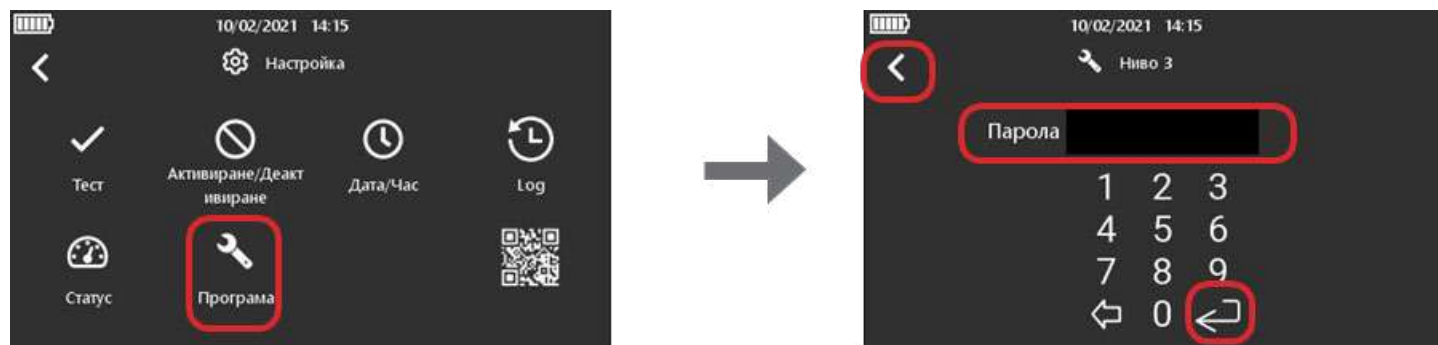 10/02/2021 14:15
Настройка
Тест
Активиране/Деакт
ивиране
Дата/Час
Log
Статус
Програма
10/02/2021 14:15
Ниво 3
Парола
1 2 3
4 5 6
7 8 9
0